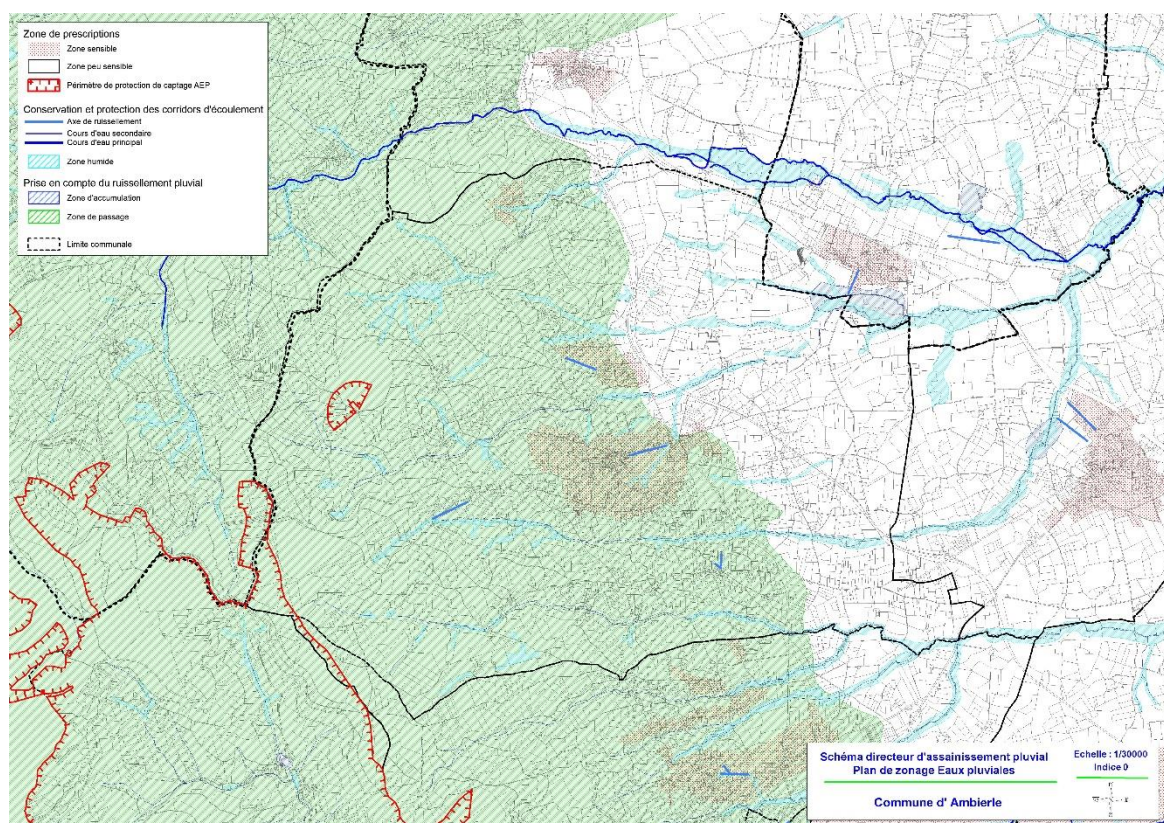 Zone de prescriptions
Zone sensible
Zone peu sensible
Périmètre de protection de captage AEP
Conservation et protection des corridors d'écoulement
Axe de ruissellement
Cours d'eau secondaire
Cours d'eau principal
Zone humide
Prise en compte du ruissellement pluvial
Zone d'accumulation
Zone de passage
Limite communale
Schéma directeur d'assainissement pluvial
Plan de zonage Eaux pluviales
Commune d' Ambierle
Echelle : 1/30000
Indice 0